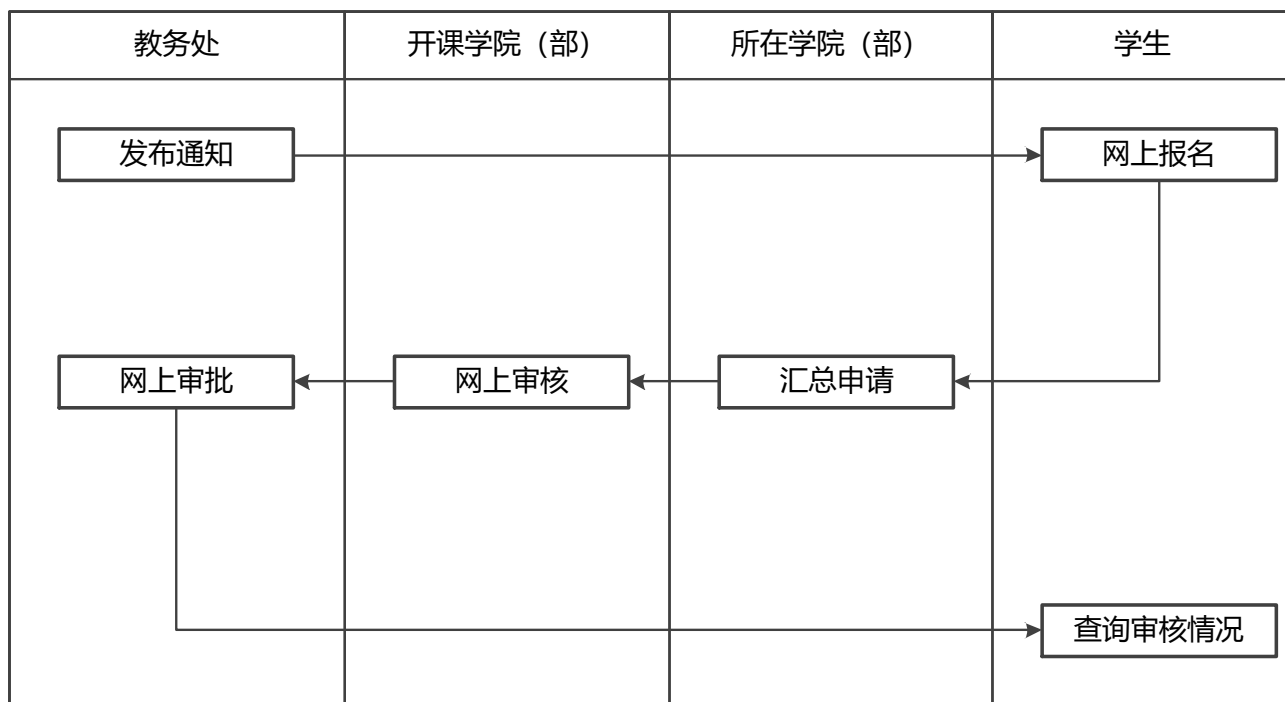 教务处
开课学院（部）
所在学院（部）
学生
发布通知
网上报名
网上审批
网上审核
汇总申请
查询审核情况